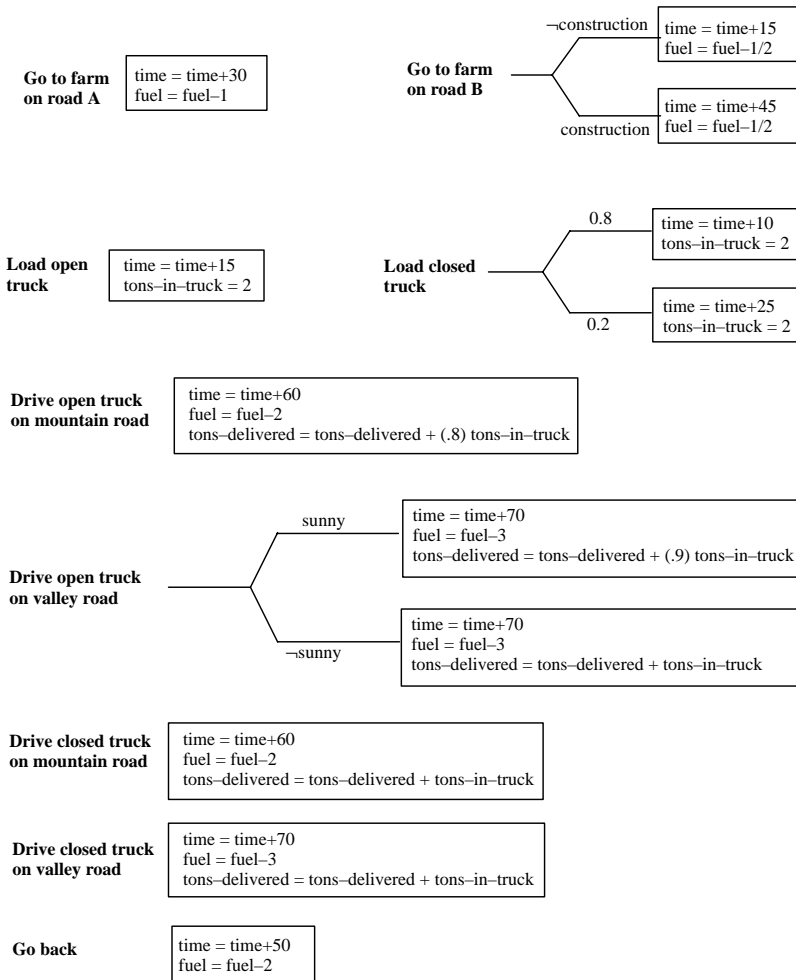 Go to farm
on road A
time = time+30
fuel = fuel–1
Go to farm
on road B
¬construction
time = time+15
fuel = fuel–1/2
construction
time = time+45
fuel = fuel–1/2
Load open
truck
time = time+15
tons–in–truck = 2
Load closed
truck
0.8
time = time+10
tons–in–truck = 2
0.2
time = time+25
tons–in–truck = 2
Drive open truck
on mountain road
time = time+60
fuel = fuel–2
tons–delivered = tons–delivered + (.8) tons–in–truck
Drive open truck
on valley road
sunny
time = time+70
fuel = fuel–3
tons–delivered = tons–delivered + (.9) tons–in–truck
¬sunny
time = time+70
fuel = fuel–3
tons–delivered = tons–delivered + tons–in–truck
Drive closed truck
on mountain road
time = time+60
fuel = fuel–2
tons–delivered = tons–delivered + tons–in–truck
Drive closed truck
on valley road
time = time+70
fuel = fuel–3
tons–delivered = tons–delivered + tons–in–truck
Go back
time = time+50
fuel = fuel–2